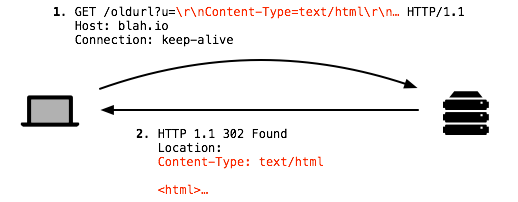 1. GET /oldurl?u=\r\nContent-Type=text/html\r\n… HTTP/1.1
Host: blah.io
Connection: keep-alive
2. HTTP 1.1 302 Found
Location:
Content-Type: text/html
<html>…